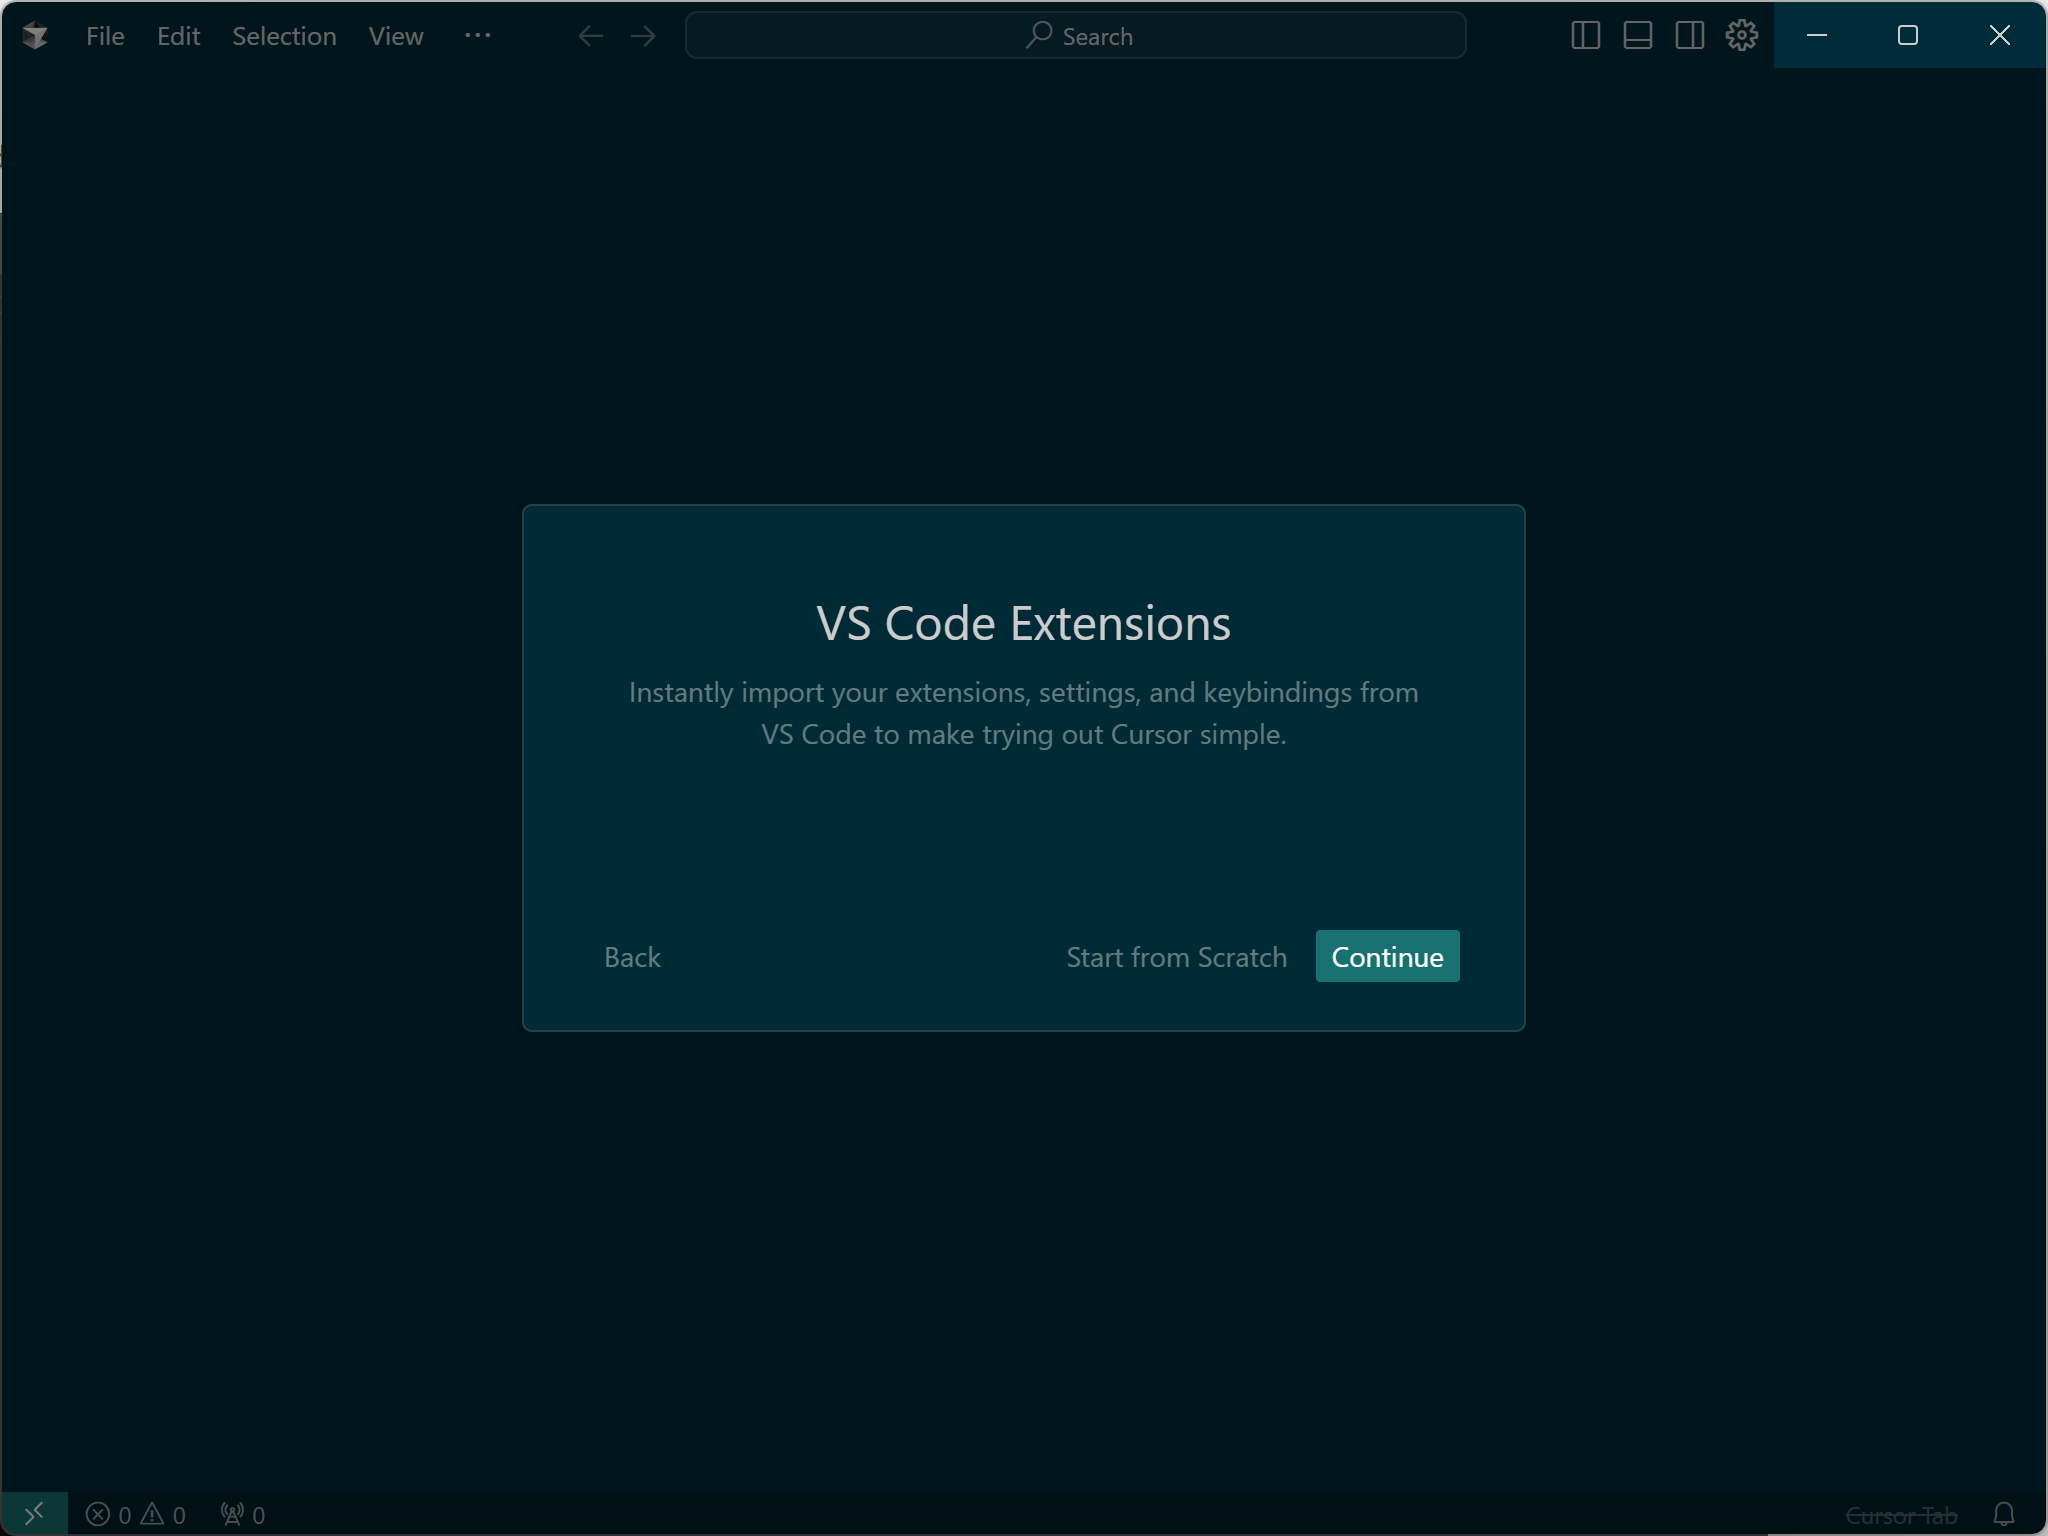 File Edit Selection View ··· Search
VS Code Extensions
Instantly import your extensions, settings, and keybindings from
VS Code to make trying out Cursor simple.
Back Start from Scratch Continue
0 0 0 Cursor Tab